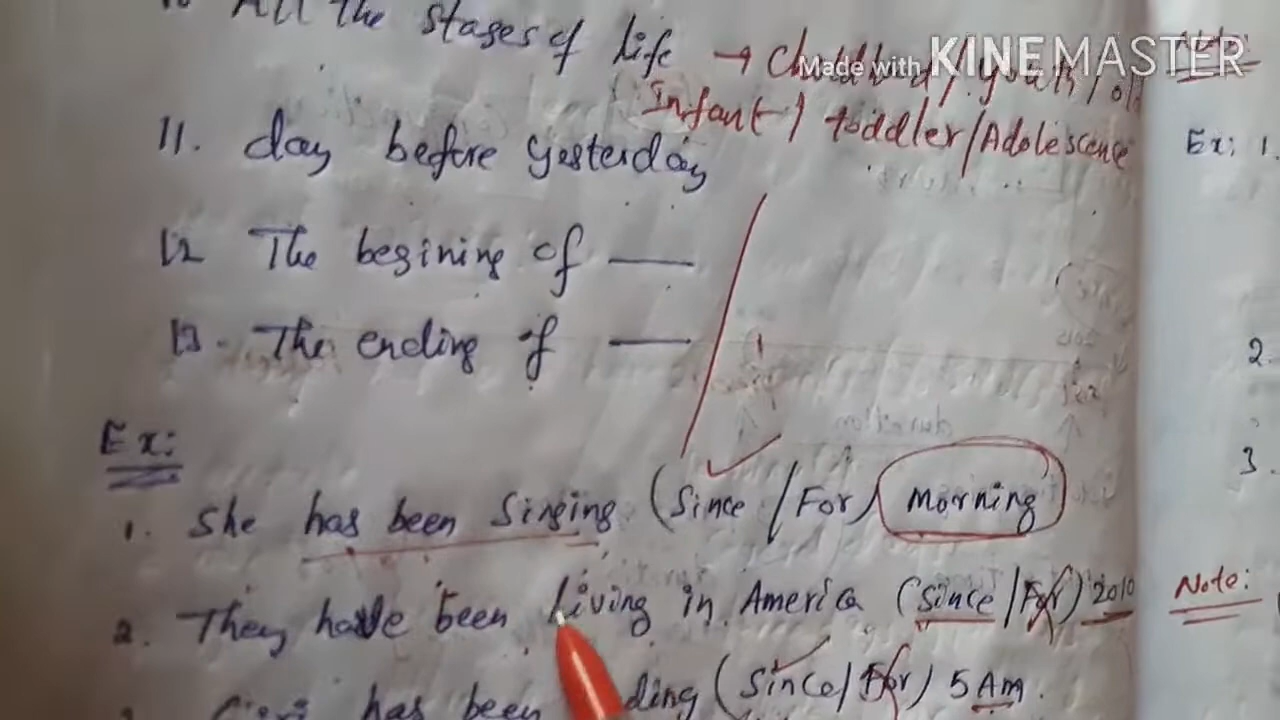 All the stages of life → childhood / youth / ol
Infant / toddler / Adolescence
11. day before yesterday
12. The begining of ——
13. The ending of ——
Ex:
1. She has been singing (since / For) morning
2. They have been living in America (since / For) 2010
has been ding (since / For) 5 Am.
Made with KINEMASTER
Ex: 1.
2.
3.
Note: